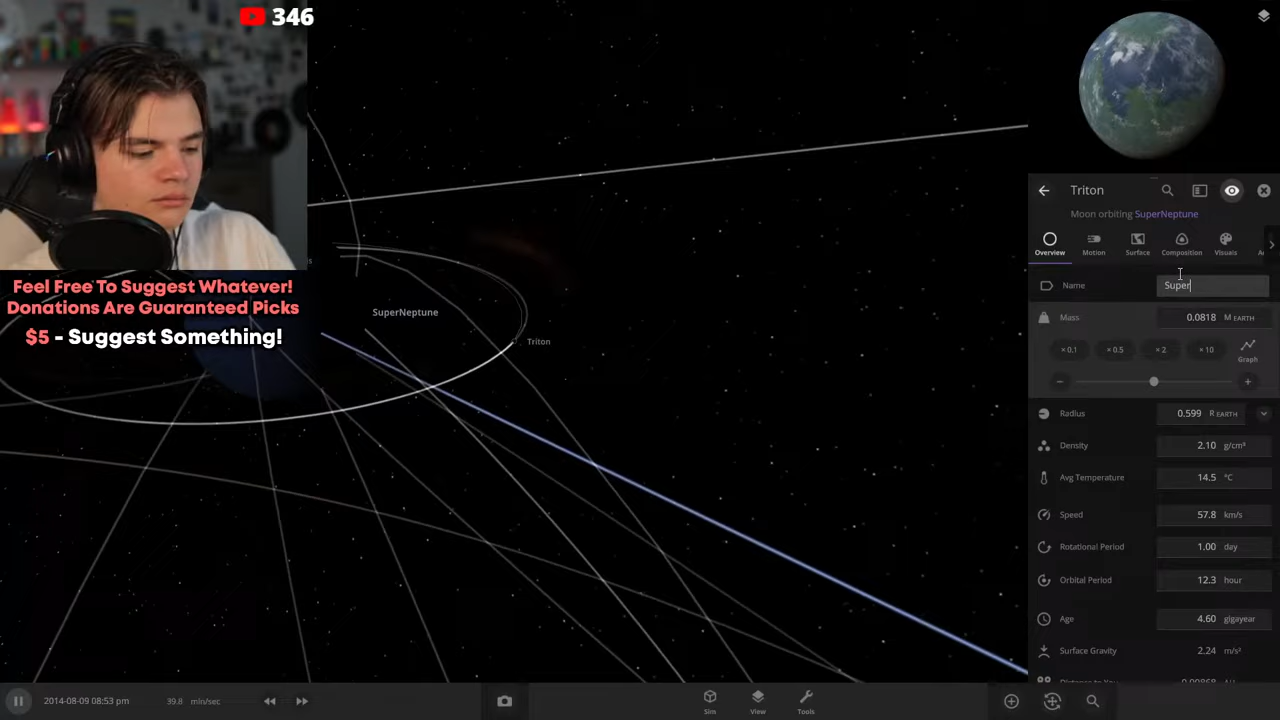 346
Feel Free To Suggest Whatever!
Donations Are Guaranteed Picks
$5 - Suggest Something!
SuperNeptune
Triton
Triton
Moon orbiting SuperNeptune
Overview Motion Surface Composition Visuals
Name Super
Mass 0.0818 M EARTH
× 0.1 × 0.5 × 2 × 10 Graph
Radius 0.599 R EARTH
Density 2.10 g/cm³
Avg Temperature 14.5 °C
Speed 57.8 km/s
Rotational Period 1.00 day
Orbital Period 12.3 hour
Age 4.60 gigayear
Surface Gravity 2.24 m/s²
2014-08-09 08:53 pm 39.8 min/sec
Sim View Tools